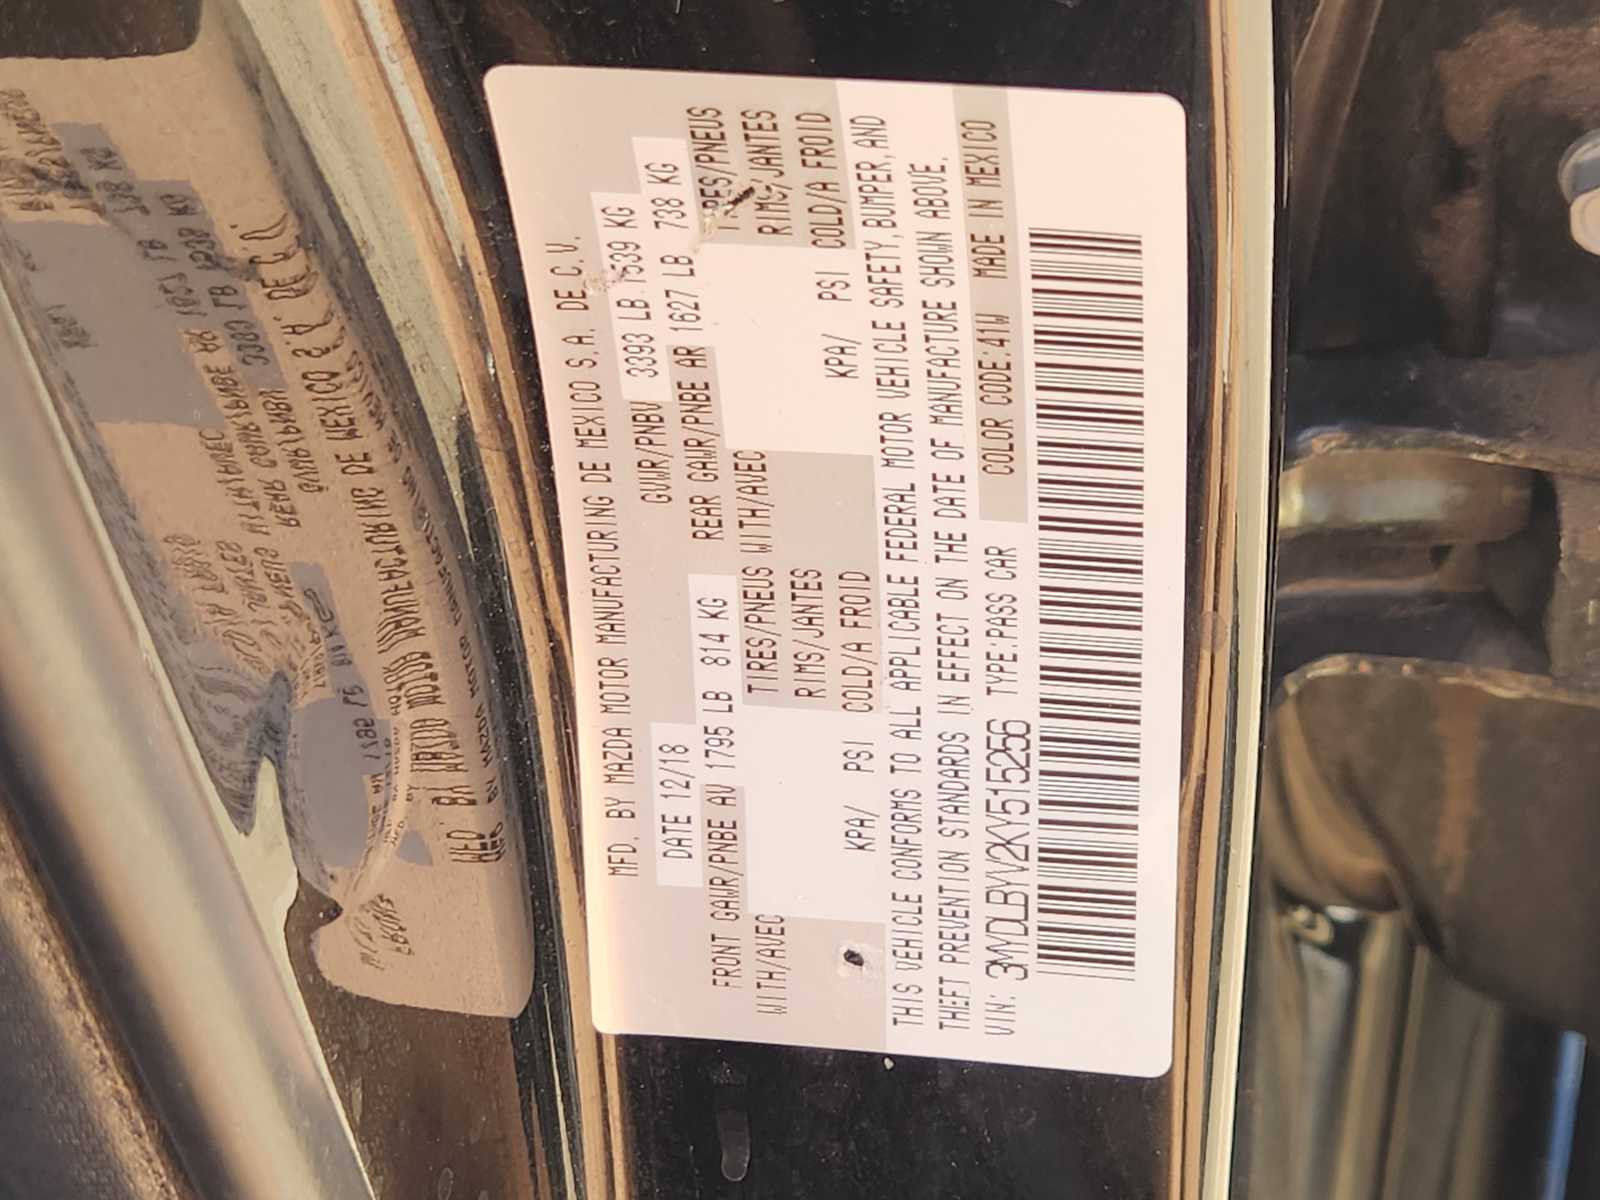 MFD. BY MAZDA MOTOR MANUFACTURING DE MEXICO S.A. DE C.V.
DATE 12/18 GVWR/PNBV 3393 LB 1539 KG
FRONT GAWR/PNBE AV 1795 LB 814 KG REAR GAWR/PNBE AR 1627 LB 738 KG
WITH/AVEC TIRES/PNEUS WITH/AVEC TIRES/PNEUS
RIMS/JANTES RIMS/JANTES
KPA/ PSI COLD/A FROID KPA/ PSI COLD/A FROID
THIS VEHICLE CONFORMS TO ALL APPLICABLE FEDERAL MOTOR VEHICLE SAFETY, BUMPER, AND
THEFT PREVENTION STANDARDS IN EFFECT ON THE DATE OF MANUFACTURE SHOWN ABOVE.
VIN: 3MYDLBYV2KY515256 TYPE:PASS CAR COLOR CODE:41W MADE IN MEXICO